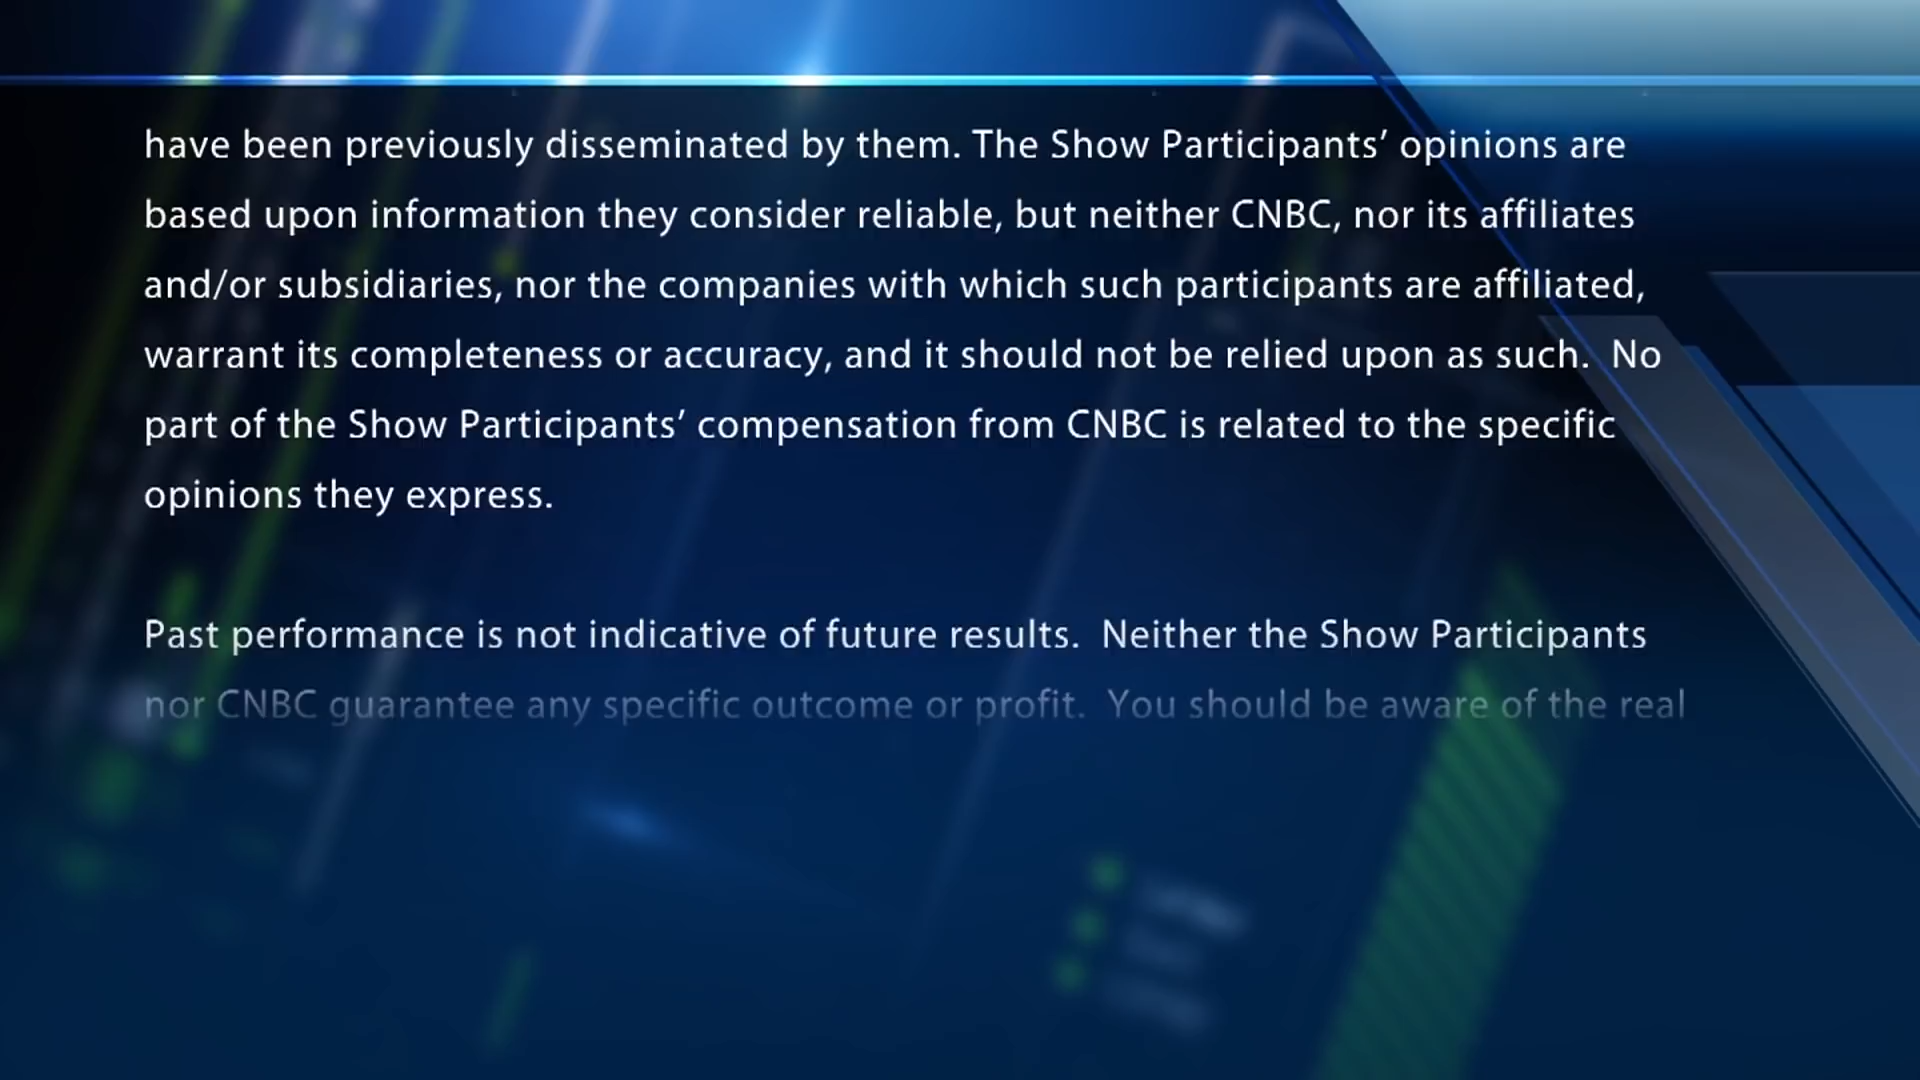 have been previously disseminated by them. The Show Participants’ opinions are
based upon information they consider reliable, but neither CNBC, nor its affiliates
and/or subsidiaries, nor the companies with which such participants are affiliated,
warrant its completeness or accuracy, and it should not be relied upon as such.  No
part of the Show Participants’ compensation from CNBC is related to the specific
opinions they express.
Past performance is not indicative of future results.  Neither the Show Participants
nor CNBC guarantee any specific outcome or profit.  You should be aware of the real